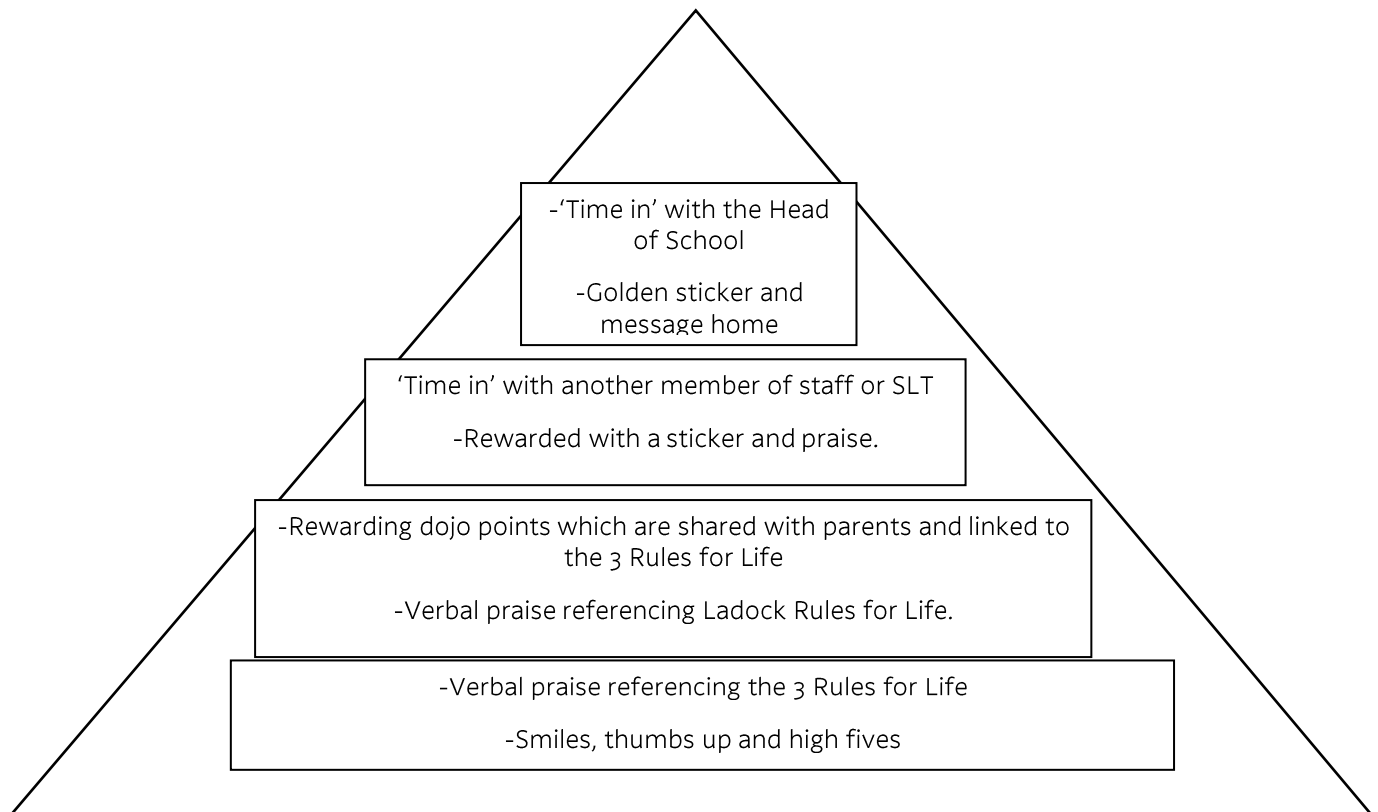 -‘Time in’ with the Head
of School
-Golden sticker and
message home
‘Time in’ with another member of staff or SLT
-Rewarded with a sticker and praise.
-Rewarding dojo points which are shared with parents and linked to
the 3 Rules for Life
-Verbal praise referencing Ladock Rules for Life.
-Verbal praise referencing the 3 Rules for Life
-Smiles, thumbs up and high fives